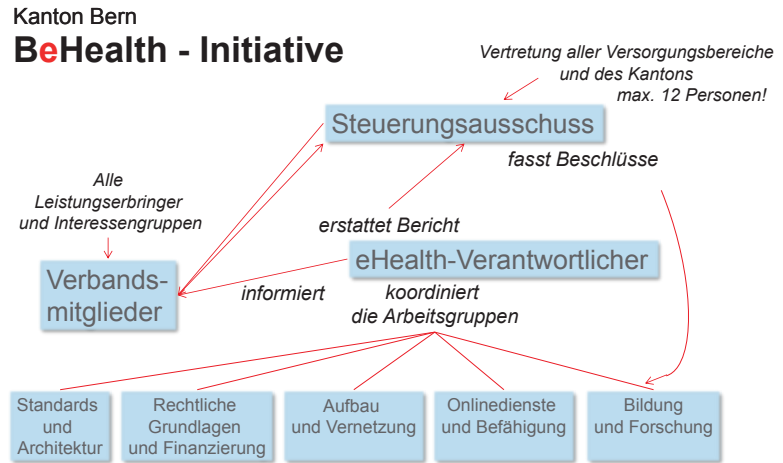 Kanton Bern
BeHealth - Initiative
Vertretung aller Versorgungsbereiche
und des Kantons
max. 12 Personen!
Steuerungsausschuss
fasst Beschlüsse
Alle
Leistungserbringer
und Interessengruppen
erstattet Bericht
eHealth-Verantwortlicher
Verbands-
mitglieder
informiert
koordiniert
die Arbeitsgruppen
Standards
und
Architektur
Rechtliche
Grundlagen
und Finanzierung
Aufbau
und Vernetzung
Onlinedienste
und Befähigung
Bildung
und Forschung